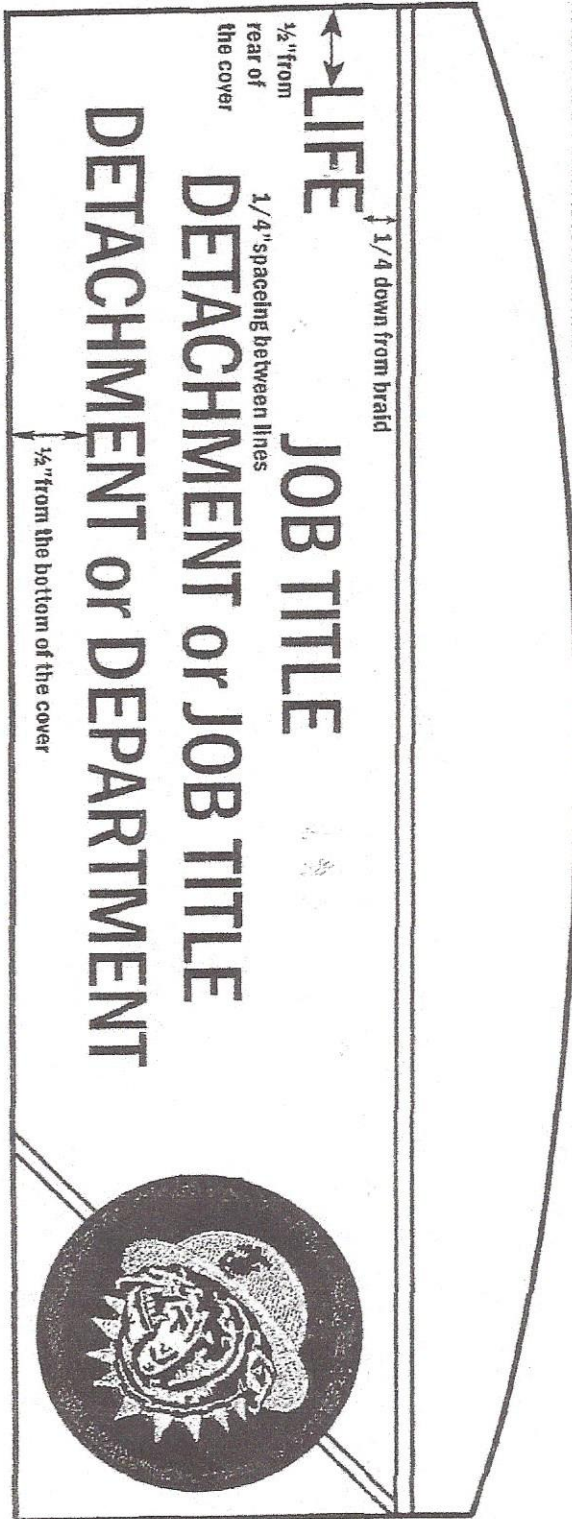 LIFE
½"from
rear of
the cover
1/4 down from braid
JOB TITLE
1/4"spaceing between lines
DETACHMENT or JOB TITLE
DETACHMENT or DEPARTMENT
½"from the bottom of the cover